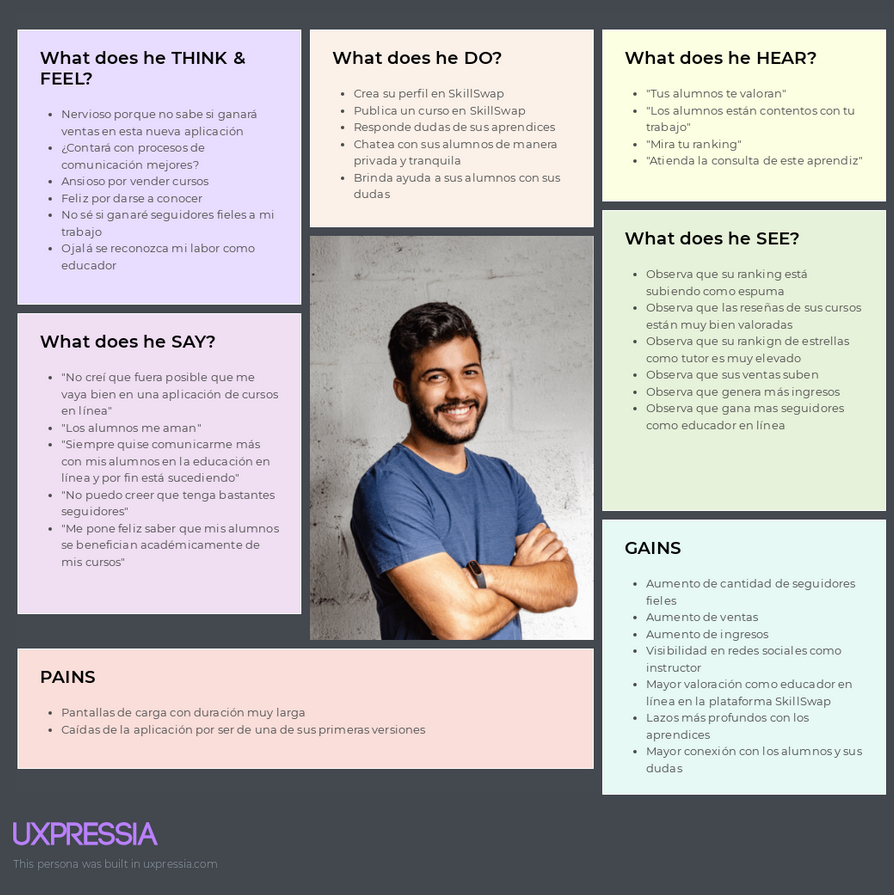 What does he THINK &
FEEL?
Nervioso porque no sabe si ganará
ventas en esta nueva aplicación
¿Contará con procesos de
comunicación mejores?
Ansioso por vender cursos
Feliz por darse a conocer
No sé si ganaré seguidores fieles a mi
trabajo
Ojalá se reconozca mi labor como
educador
What does he DO?
Crea su perfil en SkillSwap
Publica un curso en SkillSwap
Responde dudas de sus aprendices
Chatea con sus alumnos de manera
privada y tranquila
Brinda ayuda a sus alumnos con sus
dudas
What does he HEAR?
"Tus alumnos te valoran"
"Los alumnos están contentos con tu
trabajo"
"Mira tu ranking"
"Atienda la consulta de este aprendiz"
What does he SAY?
"No creí que fuera posible que me
vaya bien en una aplicación de cursos
en línea"
"Los alumnos me aman"
"Siempre quise comunicarme más
con mis alumnos en la educación en
línea y por fin está sucediendo"
"No puedo creer que tenga bastantes
seguidores"
"Me pone feliz saber que mis alumnos
se benefician académicamente de
mis cursos"
What does he SEE?
Observa que su ranking está
subiendo como espuma
Observa que las reseñas de sus cursos
están muy bien valoradas
Observa que su rankign de estrellas
como tutor es muy elevado
Observa que sus ventas suben
Observa que genera más ingresos
Observa que gana mas seguidores
como educador en línea
PAINS
Pantallas de carga con duración muy larga
Caídas de la aplicación por ser de una de sus primeras versiones
GAINS
Aumento de cantidad de seguidores
fieles
Aumento de ventas
Aumento de ingresos
Visibilidad en redes sociales como
instructor
Mayor valoración como educador en
línea en la plataforma SkillSwap
Lazos más profundos con los
aprendices
Mayor conexión con los alumnos y sus
dudas
UXPRESSIA
This persona was built in uxpressia.com